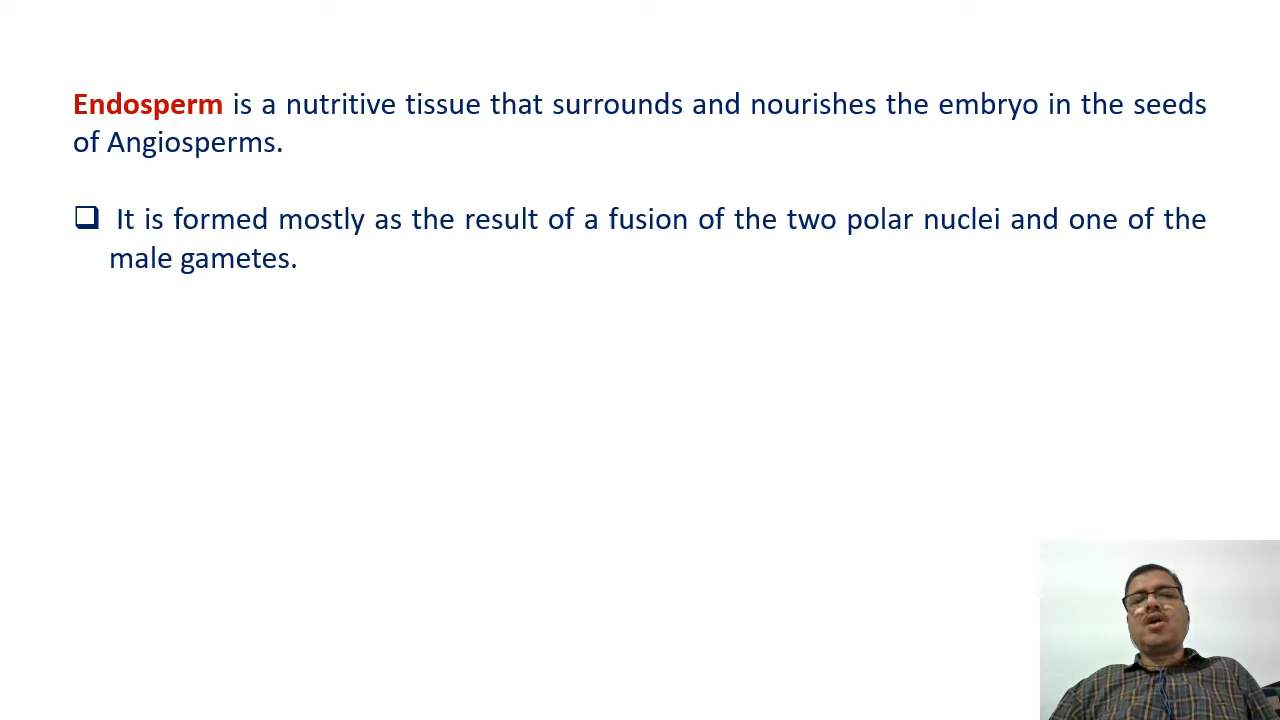 Endosperm is a nutritive tissue that surrounds and nourishes the embryo in the seeds
of Angiosperms.
It is formed mostly as the result of a fusion of the two polar nuclei and one of the
male gametes.